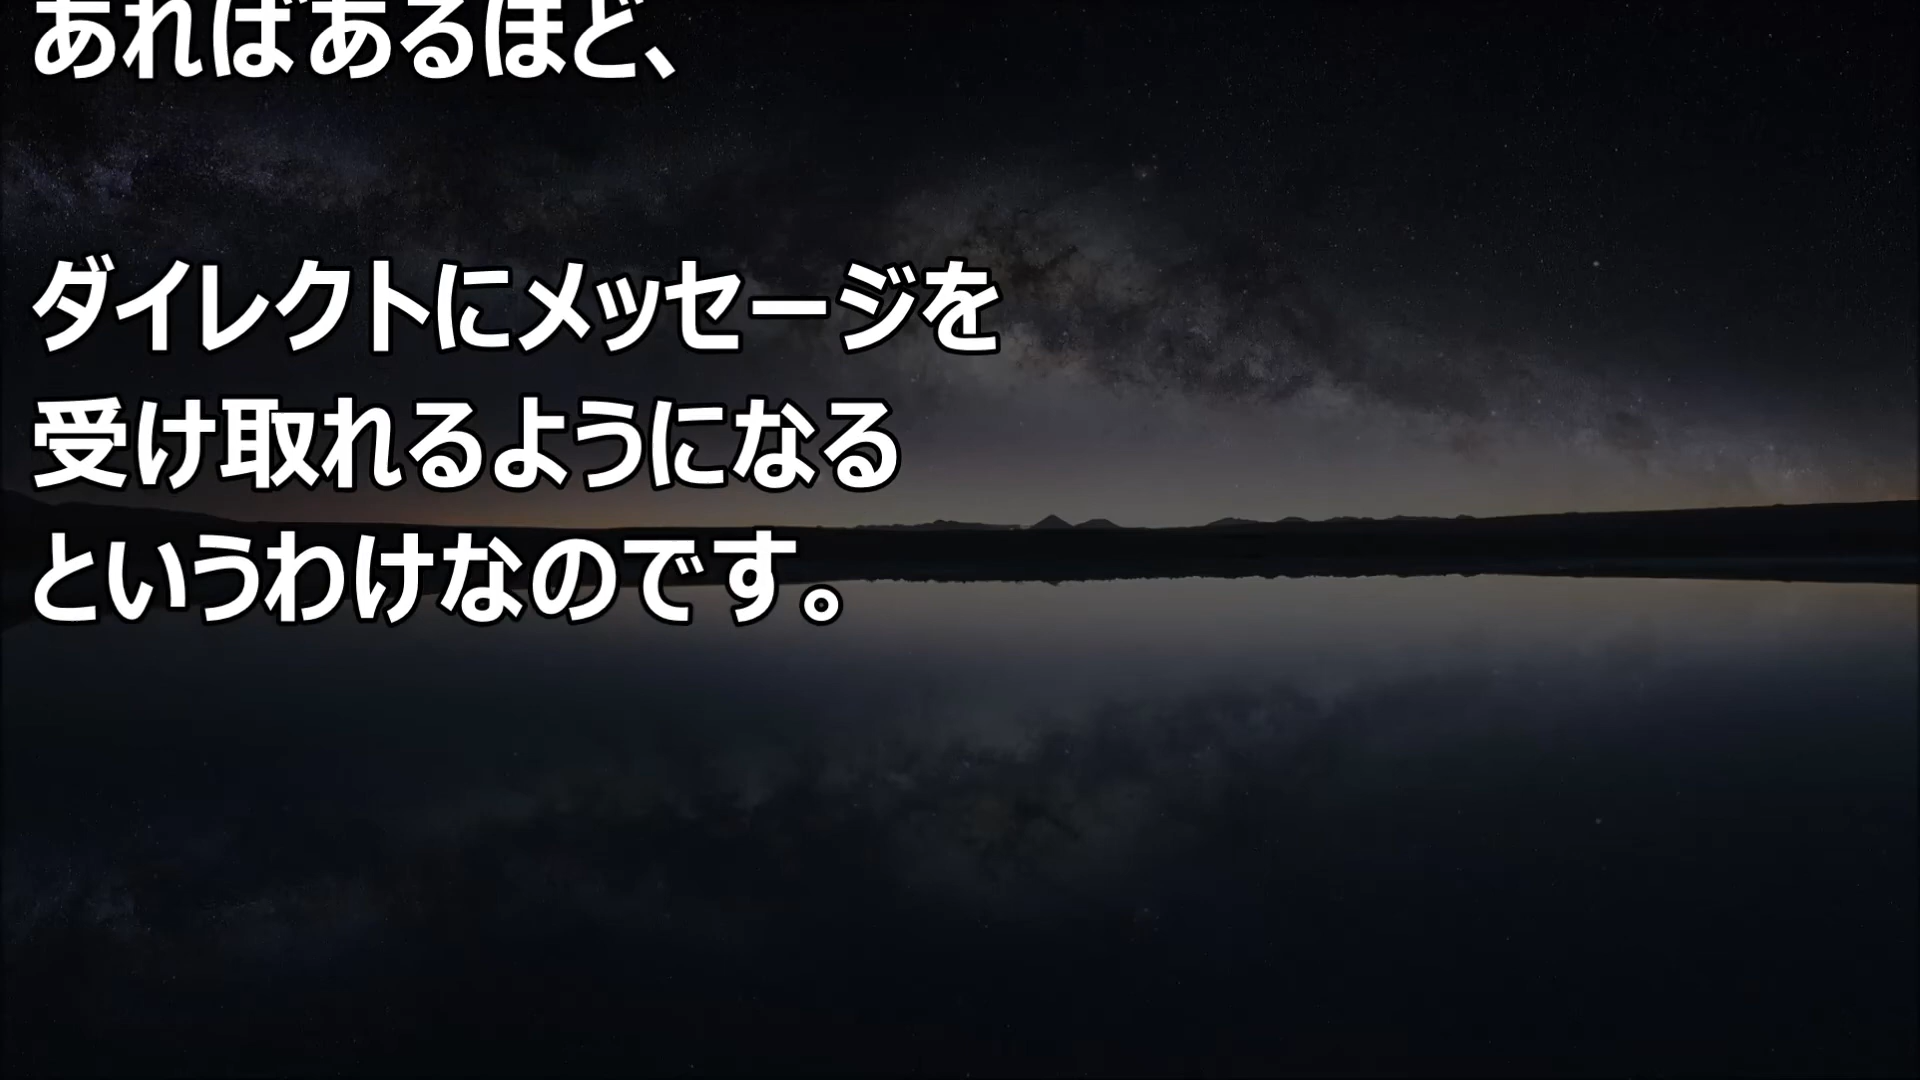 あればあるほど、
ダイレクトにメッセージを
受け取れるようになる
というわけなのです。